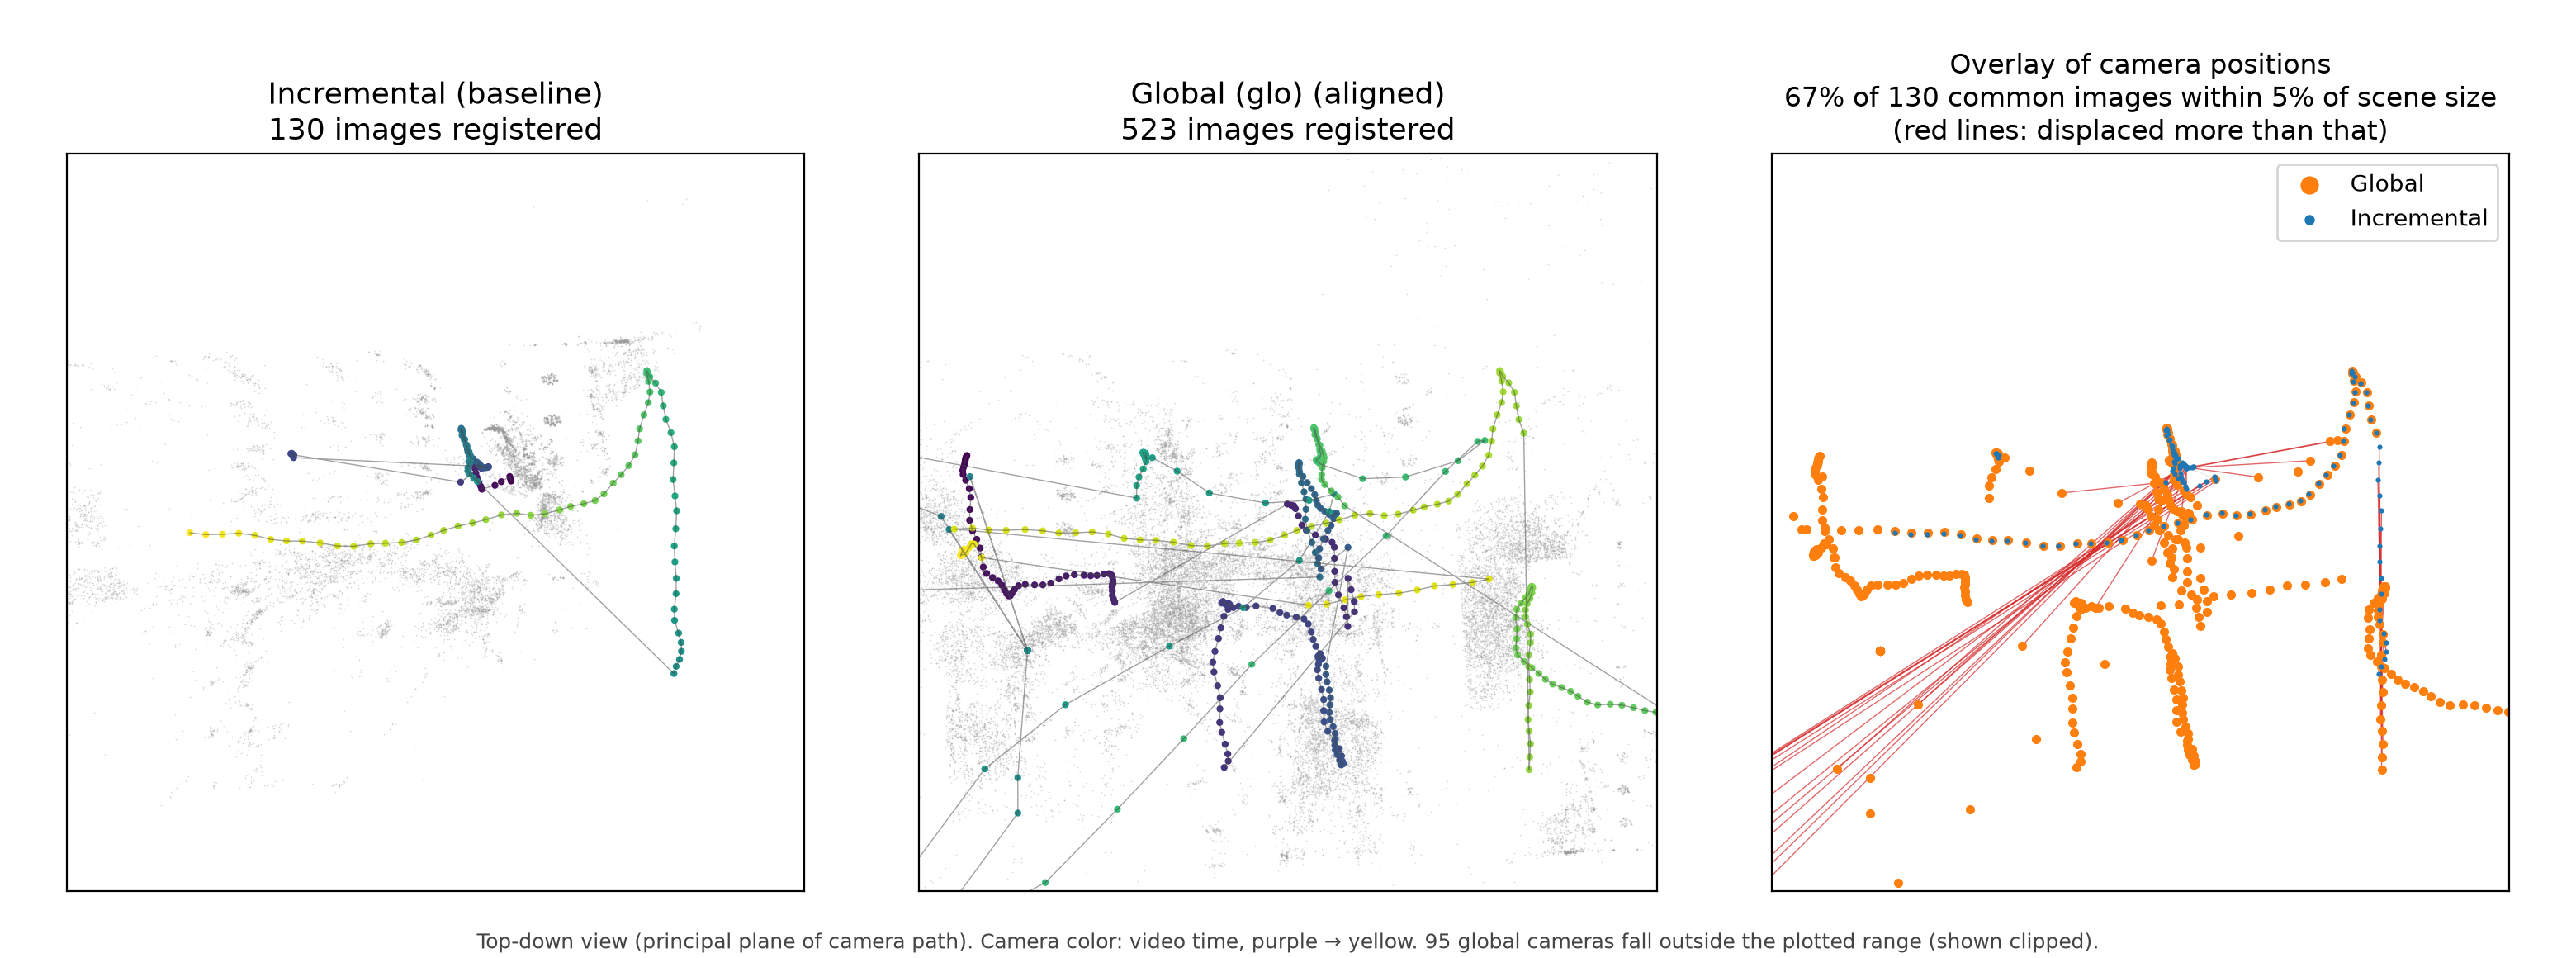 Incremental (baseline)
130 images registered
Global (glo) (aligned)
523 images registered
Overlay of camera positions
67% of 130 common images within 5% of scene size
(red lines: displaced more than that)
Global
Incremental
Top-down view (principal plane of camera path). Camera color: video time, purple → yellow. 95 global cameras fall outside the plotted range (shown clipped).